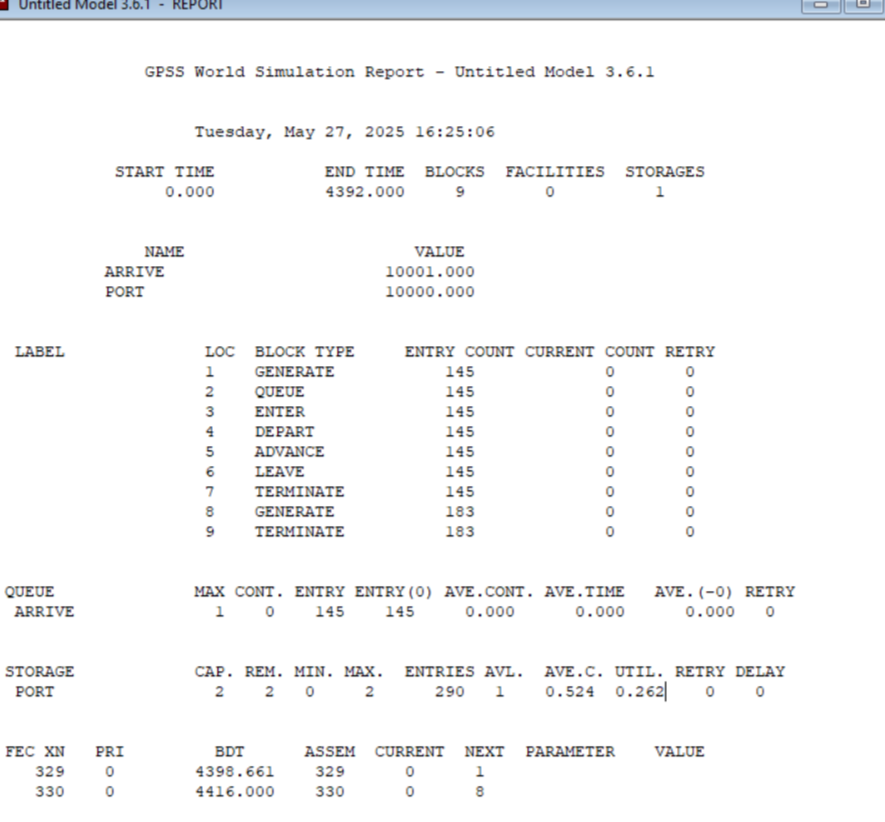 Untitled Model 3.6.1 - REPORT
GPSS World Simulation Report - Untitled Model 3.6.1
Tuesday, May 27, 2025 16:25:06
START TIME END TIME BLOCKS FACILITIES STORAGES
0.000 4392.000 9 0 1
NAME VALUE
ARRIVE 10001.000
PORT 10000.000
LABEL LOC BLOCK TYPE ENTRY COUNT CURRENT COUNT RETRY
1 GENERATE 145 0 0
2 QUEUE 145 0 0
3 ENTER 145 0 0
4 DEPART 145 0 0
5 ADVANCE 145 0 0
6 LEAVE 145 0 0
7 TERMINATE 145 0 0
8 GENERATE 183 0 0
9 TERMINATE 183 0 0
QUEUE MAX CONT. ENTRY ENTRY(0) AVE.CONT. AVE.TIME AVE.(-0) RETRY
ARRIVE 1 0 145 145 0.000 0.000 0.000 0
STORAGE CAP. REM. MIN. MAX. ENTRIES AVL. AVE.C. UTIL. RETRY DELAY
PORT 2 2 0 2 290 1 0.524 0.262 0 0
FEC XN PRI BDT ASSEM CURRENT NEXT PARAMETER VALUE
329 0 4398.661 329 0 1
330 0 4416.000 330 0 8